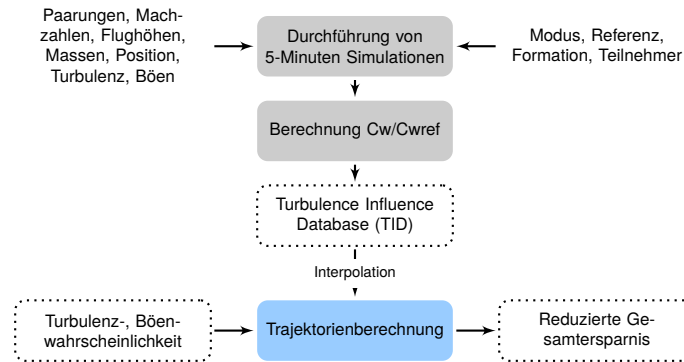 Paarungen, Mach-
zahlen, Flughöhen,
Massen, Position,
Turbulenz, Böen
Durchführung von
5-Minuten Simulationen
Modus, Referenz,
Formation, Teilnehmer
Berechnung Cw/Cwref
Turbulence Influence
Database (TID)
Interpolation
Turbulenz-, Böen-
wahrscheinlichkeit
Trajektorienberechnung
Reduzierte Ge-
samtersparnis